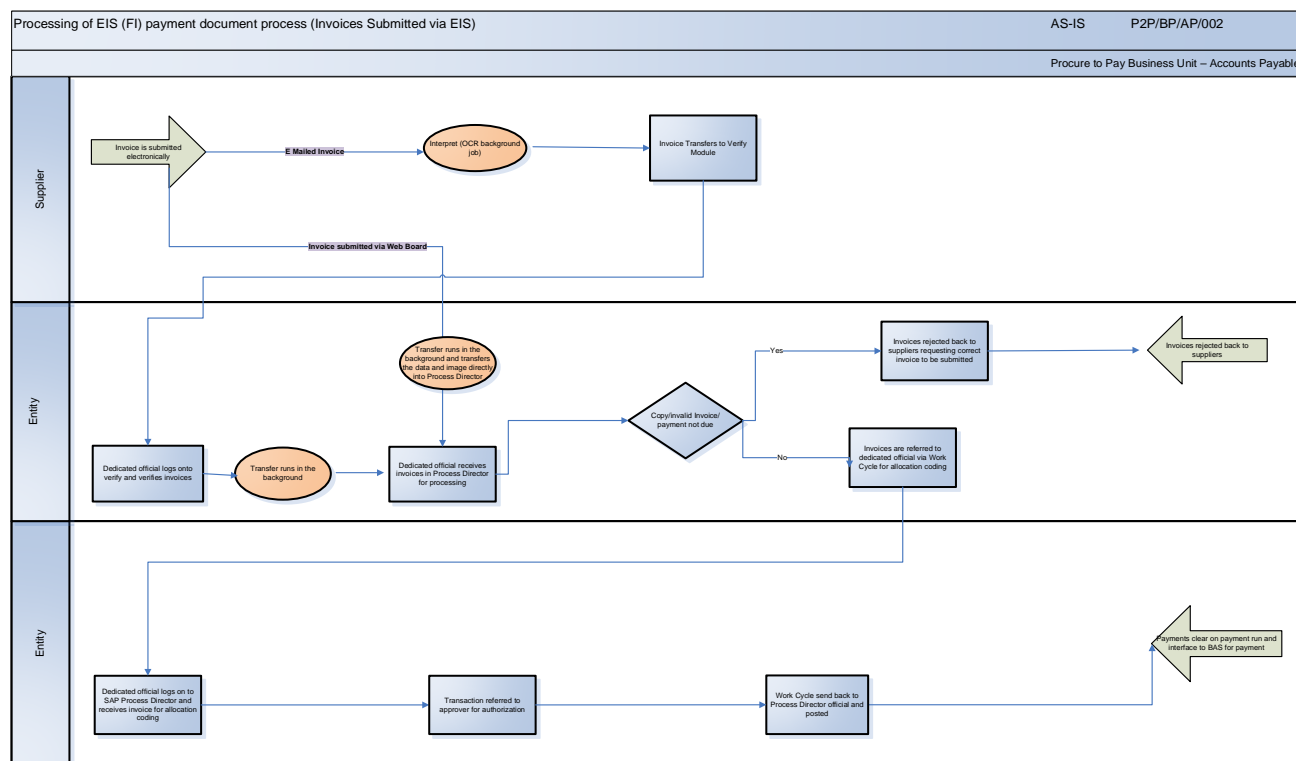 Processing of EIS (FI) payment document process (Invoices Submitted via EIS)
AS-IS
P2P/BP/AP/002
Procure to Pay Business Unit – Accounts Payable
Supplier
Invoice is submitted
electronically
E Mailed Invoice
Interpret (OCR background
job)
Invoice Transfers to Verify
Module
Invoice submitted via Web Board
Entity
Transfer runs in the
background and transfers
the data and image directly
into Process Director
Yes
Invoices rejected back to
suppliers requesting correct
invoice to be submitted
Invoices rejected back to
suppliers
Copy/invalid Invoice/
payment not due
No
Dedicated official logs onto
verify and verifies invoices
Transfer runs in the
background
Dedicated official receives
invoices in Process Director
for processing
Invoices are referred to
dedicated official via Work
Cycle for allocation coding
Entity
Dedicated official logs on to
SAP Process Director and
receives invoice for allocation
coding
Transaction referred to
approver for authorization
Work Cycle send back to
Process Director official and
posted
Payments clear on payment run and
interface to BAS for payment